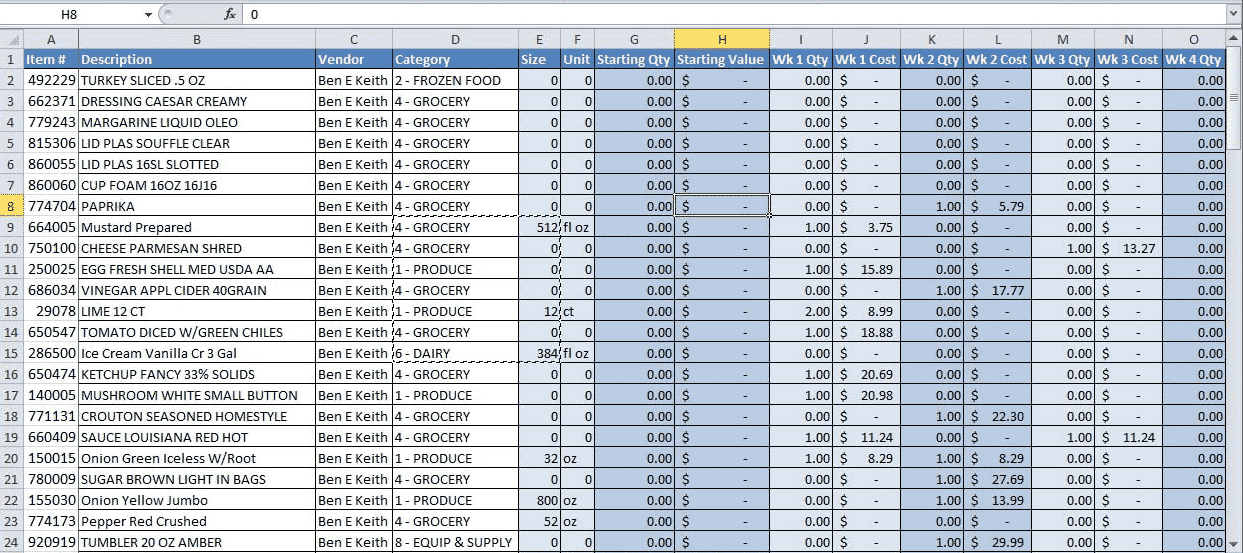 H8 fx 0
A B C D E F G H I J K L M N O
1 Item # Description Vendor Category Size Unit Starting Qty Starting Value Wk 1 Qty Wk 1 Cost Wk 2 Qty Wk 2 Cost Wk 3 Qty Wk 3 Cost Wk 4 Qty
2 492229 TURKEY SLICED .5 OZ Ben E Keith 2 - FROZEN FOOD 0 0 0.00 $ - 0.00 $ - 0.00 $ - 0.00 $ - 0.00
3 662371 DRESSING CAESAR CREAMY Ben E Keith 4 - GROCERY 0 0 0.00 $ - 0.00 $ - 0.00 $ - 0.00 $ - 0.00
4 779243 MARGARINE LIQUID OLEO Ben E Keith 4 - GROCERY 0 0 0.00 $ - 0.00 $ - 0.00 $ - 0.00 $ - 0.00
5 815306 LID PLAS SOUFFLE CLEAR Ben E Keith 4 - GROCERY 0 0 0.00 $ - 0.00 $ - 0.00 $ - 0.00 $ - 0.00
6 860055 LID PLAS 16SL SLOTTED Ben E Keith 4 - GROCERY 0 0 0.00 $ - 0.00 $ - 0.00 $ - 0.00 $ - 0.00
7 860060 CUP FOAM 16OZ 16J16 Ben E Keith 4 - GROCERY 0 0 0.00 $ - 0.00 $ - 0.00 $ - 0.00 $ - 0.00
8 774704 PAPRIKA Ben E Keith 4 - GROCERY 0 0 0.00 $ - 0.00 $ - 1.00 $ 5.79 0.00 $ - 0.00
9 664005 Mustard Prepared Ben E Keith 4 - GROCERY 512 fl oz 0.00 $ - 1.00 $ 3.75 0.00 $ - 0.00 $ - 0.00
10 750100 CHEESE PARMESAN SHRED Ben E Keith 4 - GROCERY 0 0 0.00 $ - 0.00 $ - 0.00 $ - 1.00 $ 13.27 0.00
11 250025 EGG FRESH SHELL MED USDA AA Ben E Keith 1 - PRODUCE 0 0 0.00 $ - 1.00 $ 15.89 0.00 $ - 0.00 $ - 0.00
12 686034 VINEGAR APPL CIDER 40GRAIN Ben E Keith 4 - GROCERY 0 0 0.00 $ - 0.00 $ - 1.00 $ 17.77 0.00 $ - 0.00
13 29078 LIME 12 CT Ben E Keith 1 - PRODUCE 12 ct 0.00 $ - 2.00 $ 8.99 0.00 $ - 0.00 $ - 0.00
14 650547 TOMATO DICED W/GREEN CHILES Ben E Keith 4 - GROCERY 0 0 0.00 $ - 1.00 $ 18.88 0.00 $ - 0.00 $ - 0.00
15 286500 Ice Cream Vanilla Cr 3 Gal Ben E Keith 6 - DAIRY 384 fl oz 0.00 $ - 0.00 $ - 0.00 $ - 0.00 $ - 0.00
16 650474 KETCHUP FANCY 33% SOLIDS Ben E Keith 4 - GROCERY 0 0 0.00 $ - 1.00 $ 20.69 0.00 $ - 0.00 $ - 0.00
17 140005 MUSHROOM WHITE SMALL BUTTON Ben E Keith 1 - PRODUCE 0 0 0.00 $ - 1.00 $ 20.98 0.00 $ - 0.00 $ - 0.00
18 771131 CROUTON SEASONED HOMESTYLE Ben E Keith 4 - GROCERY 0 0 0.00 $ - 0.00 $ - 1.00 $ 22.30 0.00 $ - 0.00
19 660409 SAUCE LOUISIANA RED HOT Ben E Keith 4 - GROCERY 0 0 0.00 $ - 1.00 $ 11.24 0.00 $ - 1.00 $ 11.24 0.00
20 150015 Onion Green Iceless W/Root Ben E Keith 1 - PRODUCE 32 oz 0.00 $ - 1.00 $ 8.29 1.00 $ 8.29 0.00 $ - 0.00
21 780009 SUGAR BROWN LIGHT IN BAGS Ben E Keith 4 - GROCERY 0 0 0.00 $ - 0.00 $ - 1.00 $ 27.69 0.00 $ - 0.00
22 155030 Onion Yellow Jumbo Ben E Keith 1 - PRODUCE 800 oz 0.00 $ - 0.00 $ - 1.00 $ 13.99 0.00 $ - 0.00
23 774173 Pepper Red Crushed Ben E Keith 4 - GROCERY 52 oz 0.00 $ - 0.00 $ - 0.00 $ - 0.00 $ - 0.00
24 920919 TUMBLER 20 OZ AMBER Ben E Keith 8 - EQUIP & SUPPLY 0 0 0.00 $ - 0.00 $ - 1.00 $ 29.99 0.00 $ - 0.00